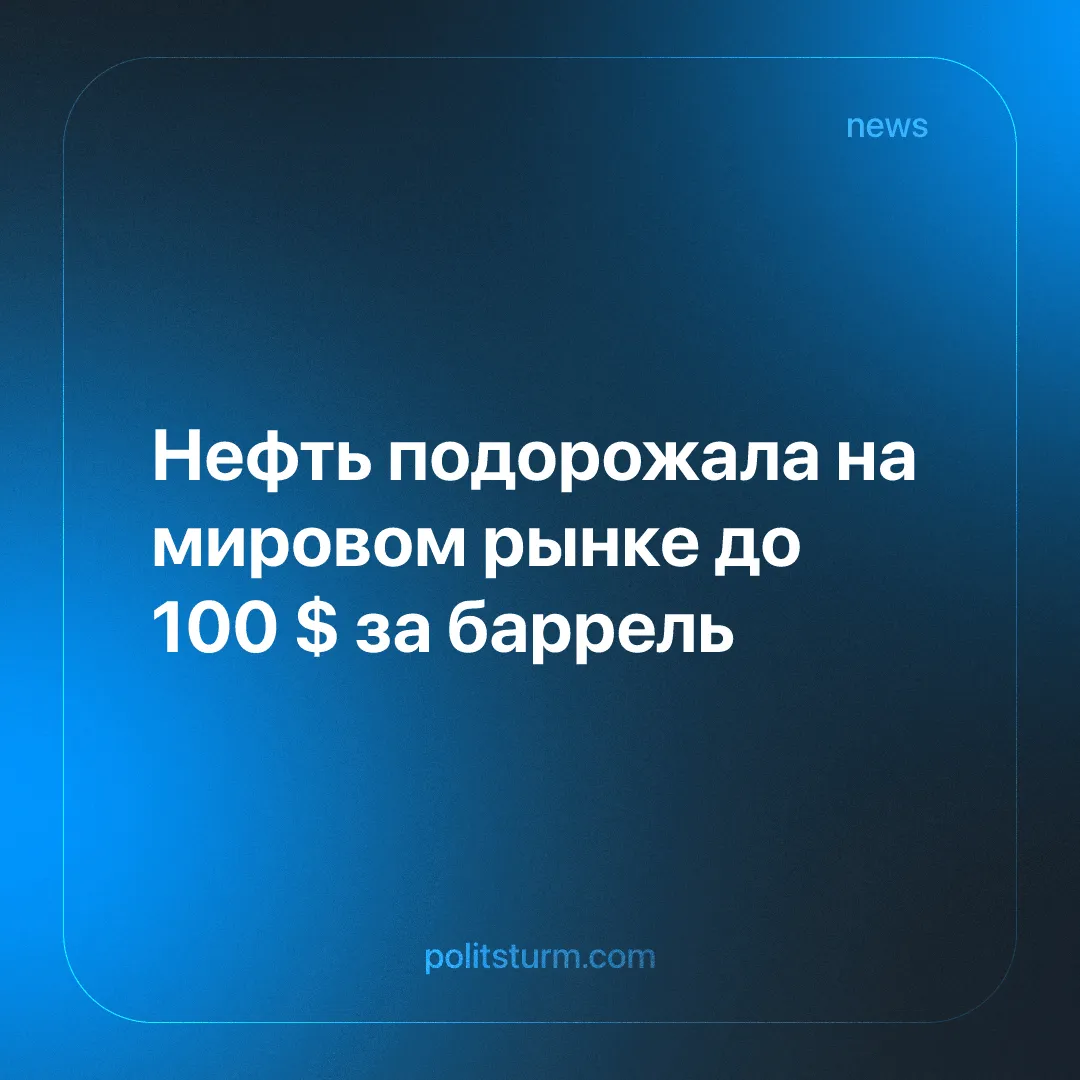 news
Нефть подорожала на
мировом рынке до
100 $ за баррель
politsturm.com